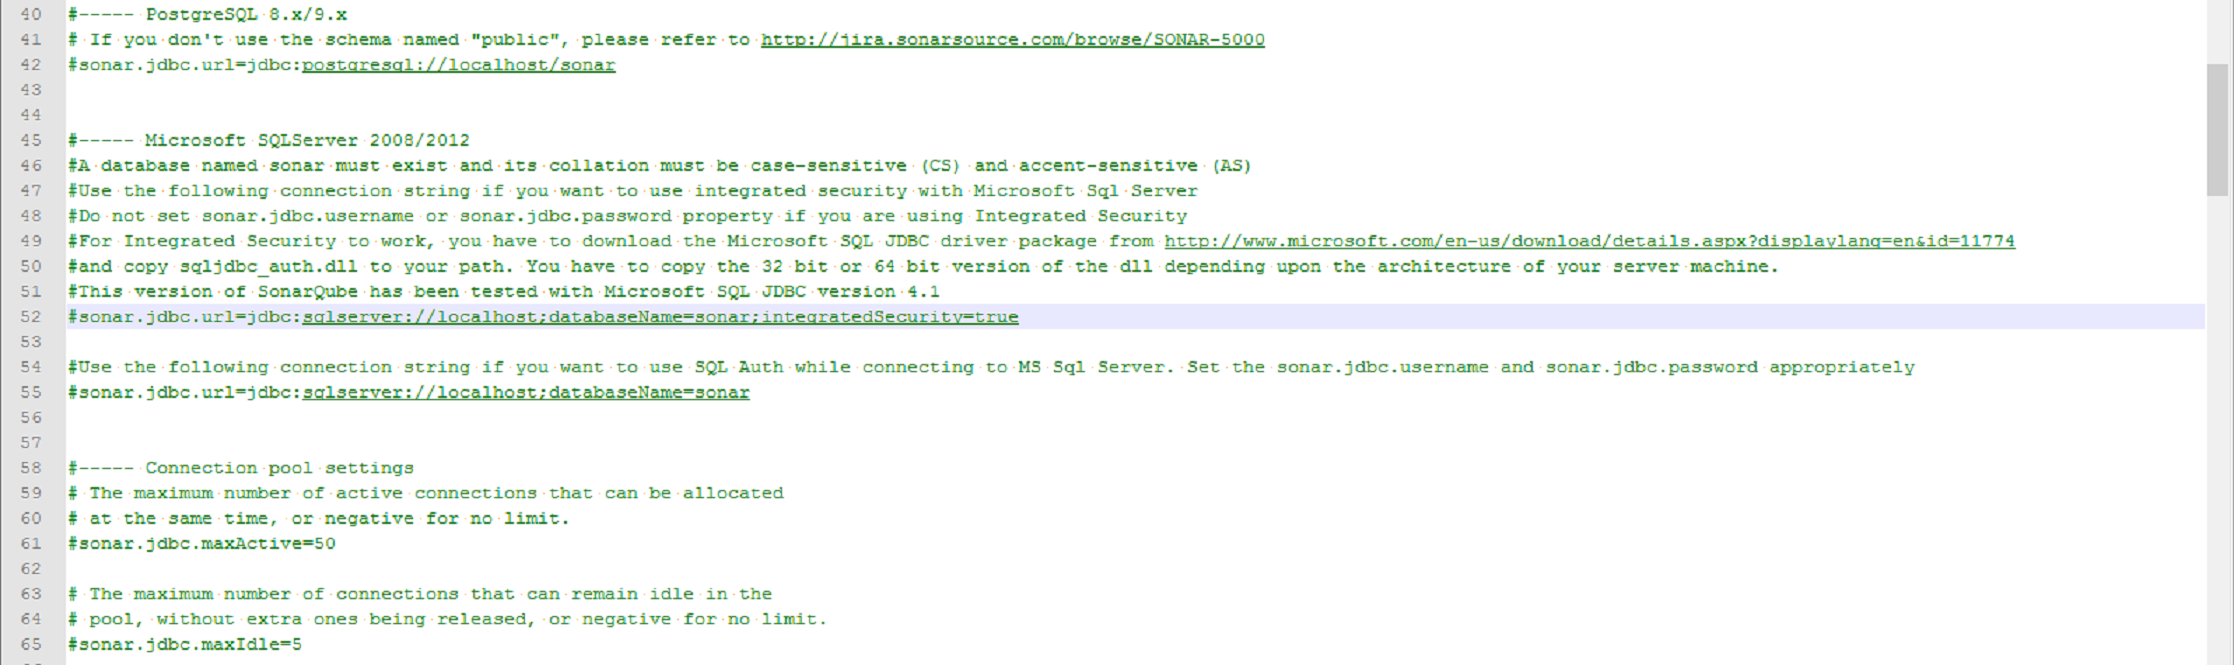 40 #----- PostgreSQL 8.x/9.x
41 # If you don't use the schema named "public", please refer to http://jira.sonarsource.com/browse/SONAR-5000
42 #sonar.jdbc.url=jdbc:postgresql://localhost/sonar
43
44
45 #----- Microsoft SQLServer 2008/2012
46 #A database named sonar must exist and its collation must be case-sensitive (CS) and accent-sensitive (AS)
47 #Use the following connection string if you want to use integrated security with Microsoft Sql Server
48 #Do not set sonar.jdbc.username or sonar.jdbc.password property if you are using Integrated Security
49 #For Integrated Security to work, you have to download the Microsoft SQL JDBC driver package from http://www.microsoft.com/en-us/download/details.aspx?displaylang=en&id=11774
50 #and copy sqljdbc_auth.dll to your path. You have to copy the 32 bit or 64 bit version of the dll depending upon the architecture of your server machine.
51 #This version of SonarQube has been tested with Microsoft SQL JDBC version 4.1
52 #sonar.jdbc.url=jdbc:sqlserver://localhost;databaseName=sonar;integratedSecurity=true
53
54 #Use the following connection string if you want to use SQL Auth while connecting to MS Sql Server. Set the sonar.jdbc.username and sonar.jdbc.password appropriately
55 #sonar.jdbc.url=jdbc:sqlserver://localhost;databaseName=sonar
56
57
58 #----- Connection pool settings
59 # The maximum number of active connections that can be allocated
60 # at the same time, or negative for no limit.
61 #sonar.jdbc.maxActive=50
62
63 # The maximum number of connections that can remain idle in the
64 # pool, without extra ones being released, or negative for no limit.
65 #sonar.jdbc.maxIdle=5